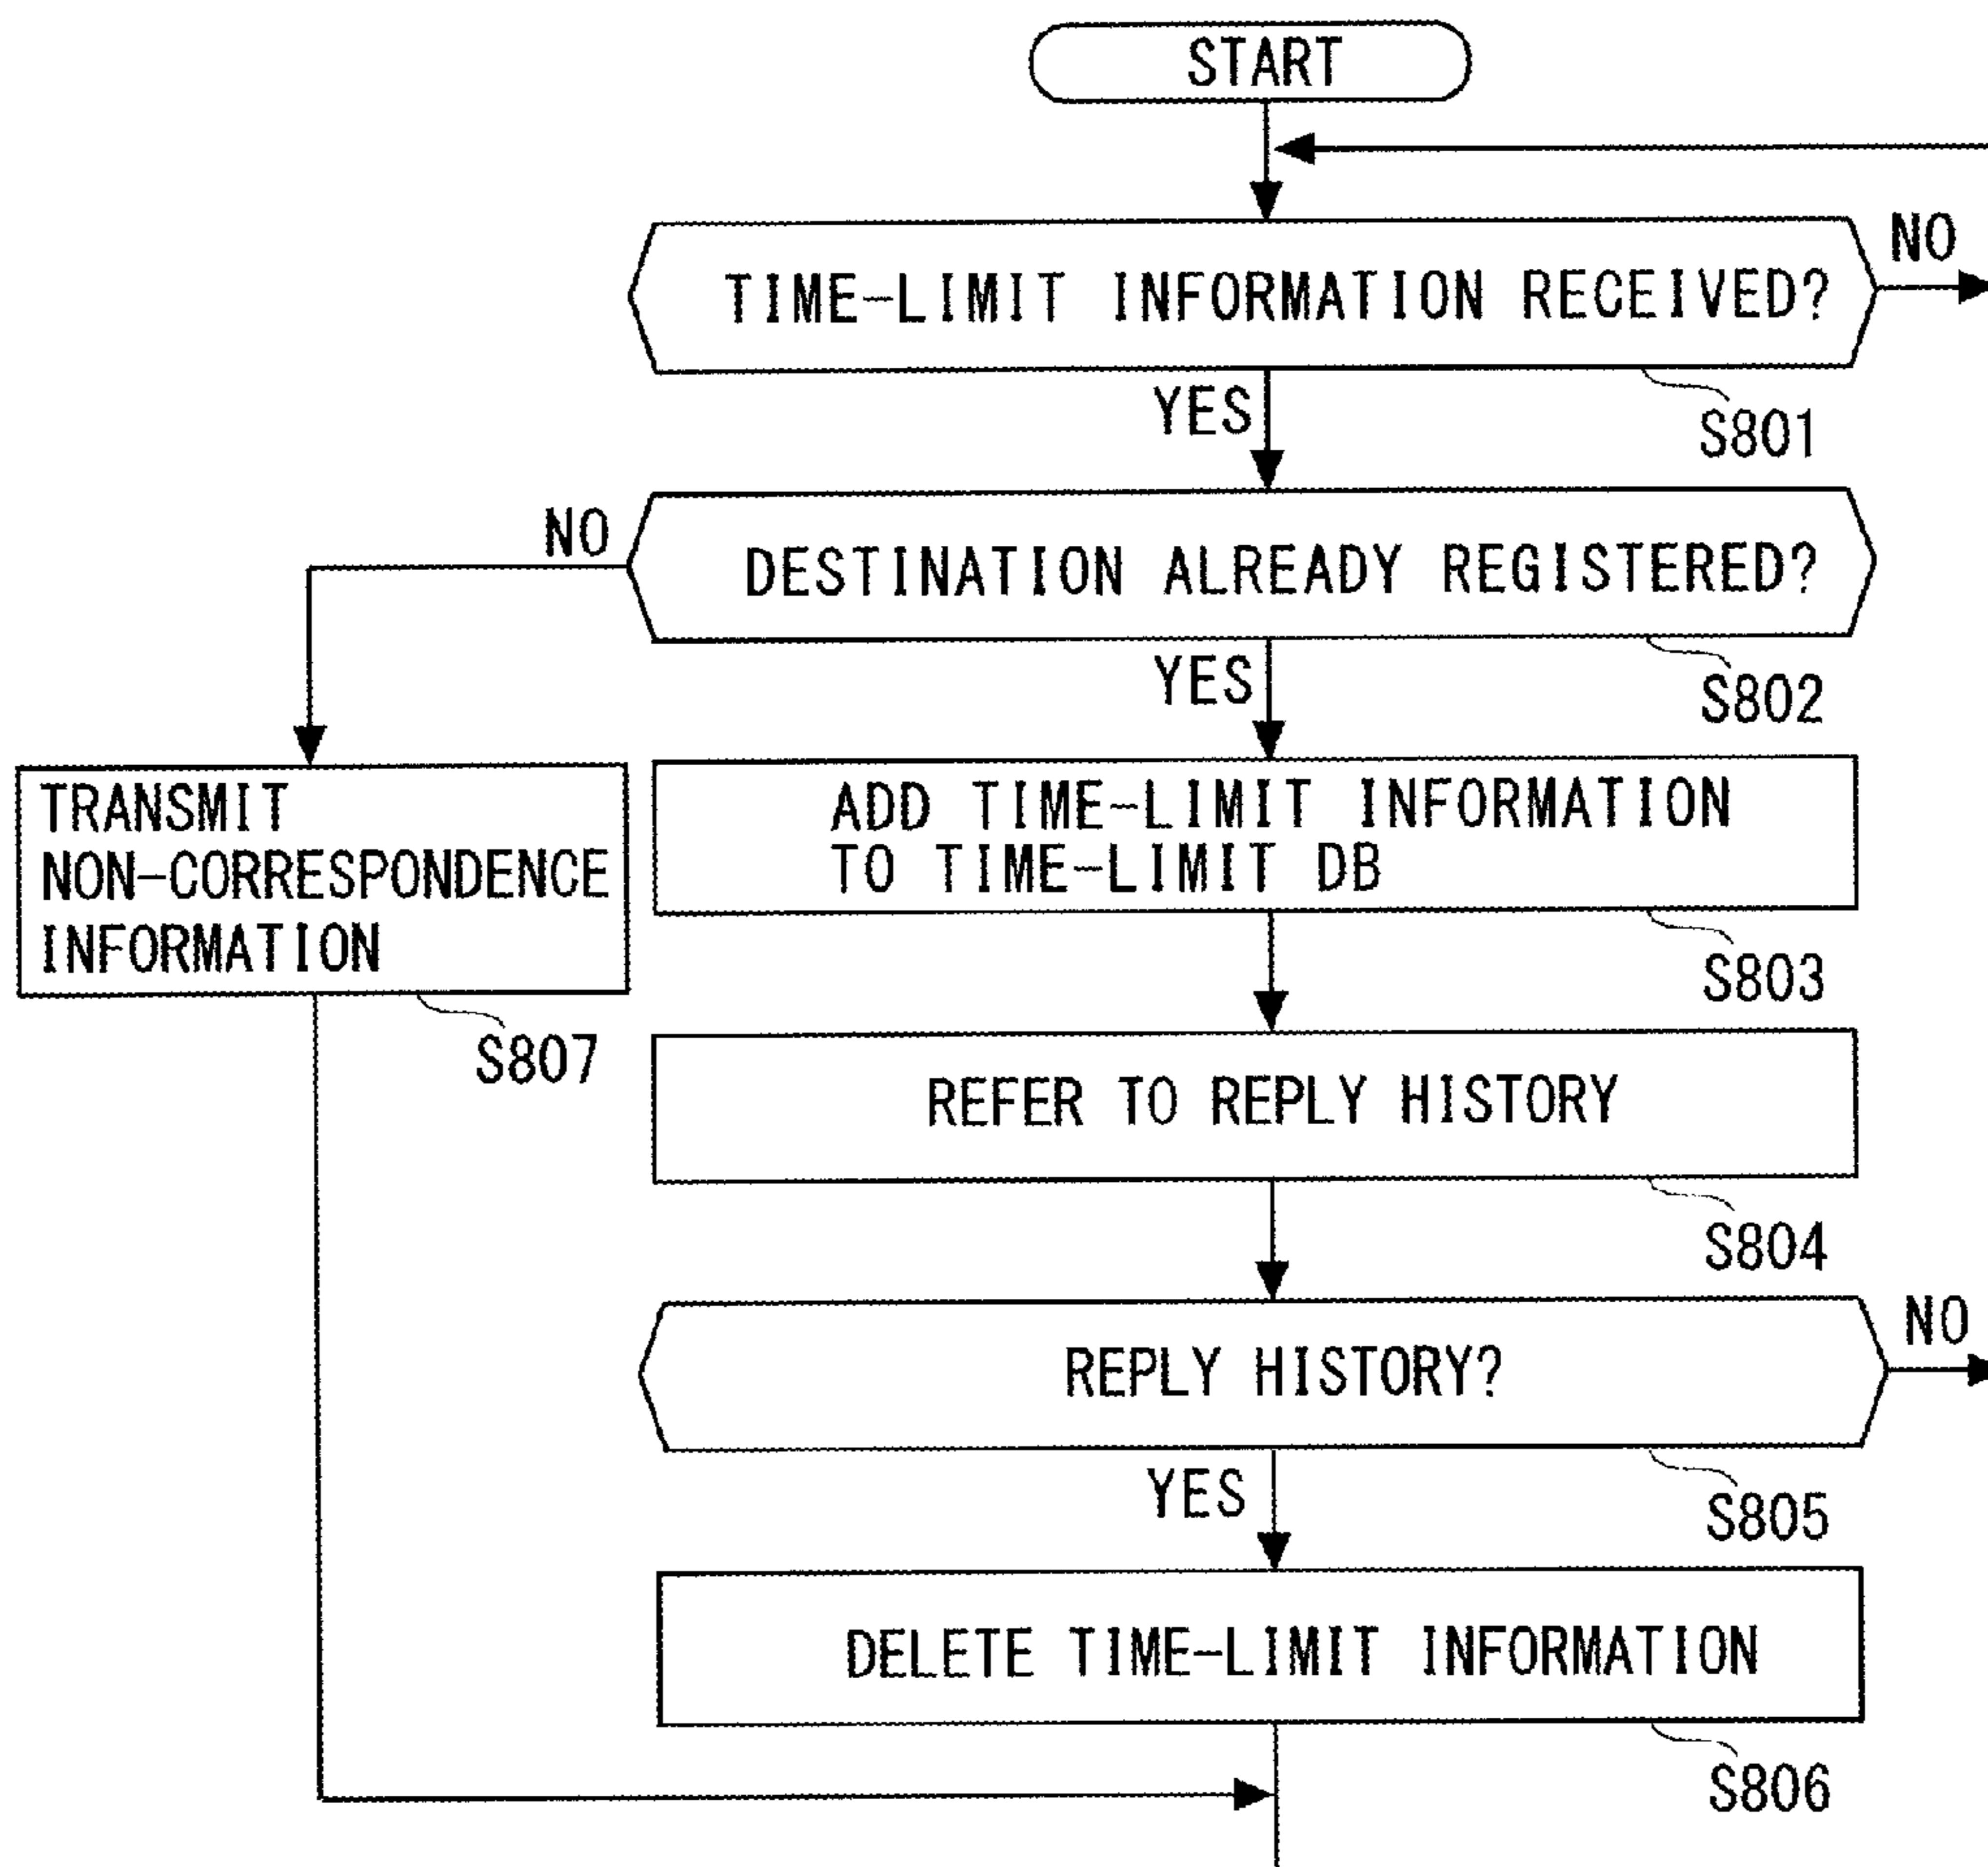 START
NO
TIME-LIMIT INFORMATION RECEIVED?
YES
S801
NO
DESTINATION ALREADY REGISTERED?
YES
S802
TRANSMIT
NON-CORRESPONDENCE
INFORMATION
S807
ADD TIME-LIMIT INFORMATION
TO TIME-LIMIT DB
S803
REFER TO REPLY HISTORY
S804
NO
REPLY HISTORY?
YES
S805
DELETE TIME-LIMIT INFORMATION
S806